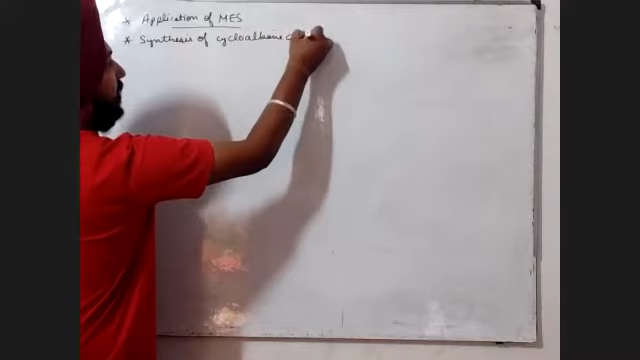 * Application of MES
* Synthesis of cycloalkane